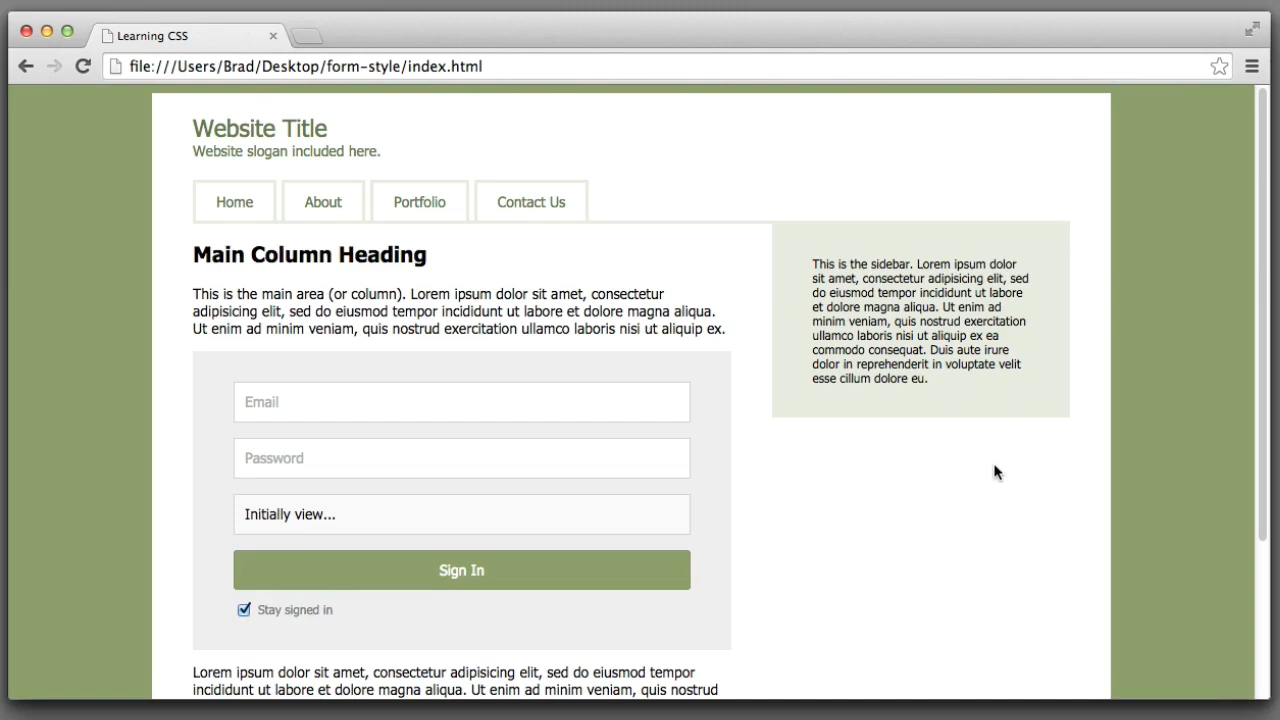 Learning CSS
file:///Users/Brad/Desktop/form-style/index.html
Website Title
Website slogan included here.
Home
About
Portfolio
Contact Us
Main Column Heading
This is the main area (or column). Lorem ipsum dolor sit amet, consectetur
adipisicing elit, sed do eiusmod tempor incididunt ut labore et dolore magna aliqua.
Ut enim ad minim veniam, quis nostrud exercitation ullamco laboris nisi ut aliquip ex.
Email
Password
Initially view...
Sign In
Stay signed in
Lorem ipsum dolor sit amet, consectetur adipisicing elit, sed do eiusmod tempor
incididunt ut labore et dolore magna aliqua. Ut enim ad minim veniam, quis nostrud
This is the sidebar. Lorem ipsum dolor
sit amet, consectetur adipisicing elit, sed
do eiusmod tempor incididunt ut labore
et dolore magna aliqua. Ut enim ad
minim veniam, quis nostrud exercitation
ullamco laboris nisi ut aliquip ex ea
commodo consequat. Duis aute irure
dolor in reprehenderit in voluptate velit
esse cillum dolore eu.